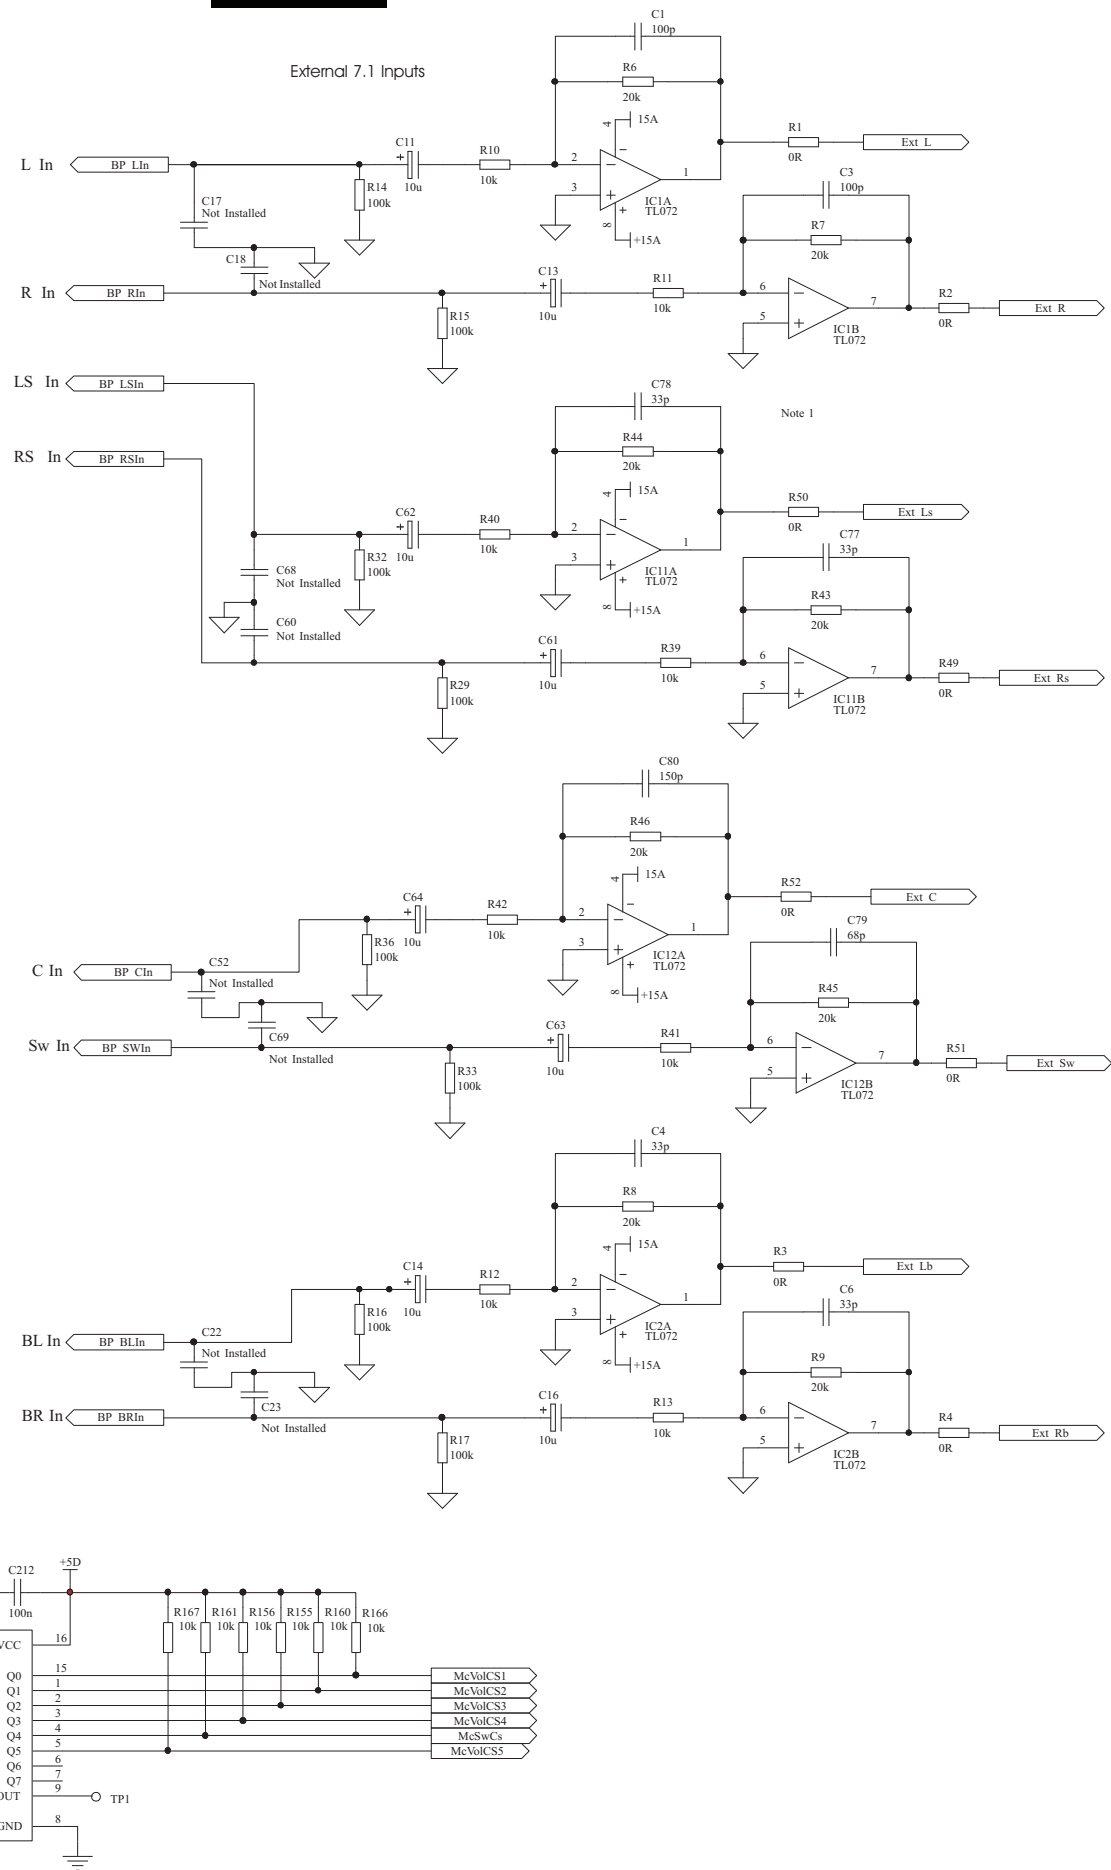 External 7.1 Inputs
C1
100p
R6
20k
4 15A
L In BP LIn
C11
+
10u
R10
10k
2
3
1
IC1A
TL072
8 +15A
R1
0R
Ext L
C17
Not Installed
R14
100k
C18
Not Installed
C3
100p
R7
20k
R In BP RIn
C13
+
10u
R11
10k
R15
100k
6
5
7
IC1B
TL072
R2
0R
Ext R
LS In BP LSIn
RS In BP RSIn
C78
33p
Note 1
R44
20k
4 15A
C62
+
10u
R40
10k
R32
100k
2
3
1
IC11A
TL072
8 +15A
R50
0R
Ext Ls
C68
Not Installed
C60
Not Installed
C77
33p
R43
20k
C61
+
10u
R39
10k
R29
100k
6
5
7
IC11B
TL072
R49
0R
Ext Rs
C80
150p
R46
20k
4 15A
C64
+
10u
R42
10k
R36
100k
2
3
1
IC12A
TL072
8 +15A
R52
0R
Ext C
C In BP CIn
C52
Not Installed
C69
Not Installed
C79
68p
R45
20k
Sw In BP SWIn
C63
+
10u
R41
10k
R33
100k
6
5
7
IC12B
TL072
R51
0R
Ext Sw
C4
33p
R8
20k
4 15A
C14
+
10u
R12
10k
R16
100k
2
3
1
IC2A
TL072
8 +15A
R3
0R
Ext Lb
BL In BP BLIn
C22
Not Installed
C23
Not Installed
C6
33p
R9
20k
BR In BP BRIn
C16
+
10u
R13
10k
R17
100k
6
5
7
IC2B
TL072
R4
0R
Ext Rb
C212
100n
+5D
R167 R161 R156 R155 R160 R166
10k 10k 10k 10k 10k 10k
VCC 16
Q0 15 McVolCS1
Q1 1 McVolCS2
Q2 2 McVolCS3
Q3 3 McVolCS4
Q4 4 McSwCs
Q5 5 McVolCS5
Q6 6
Q7 7
OUT 9 TP1
GND 8